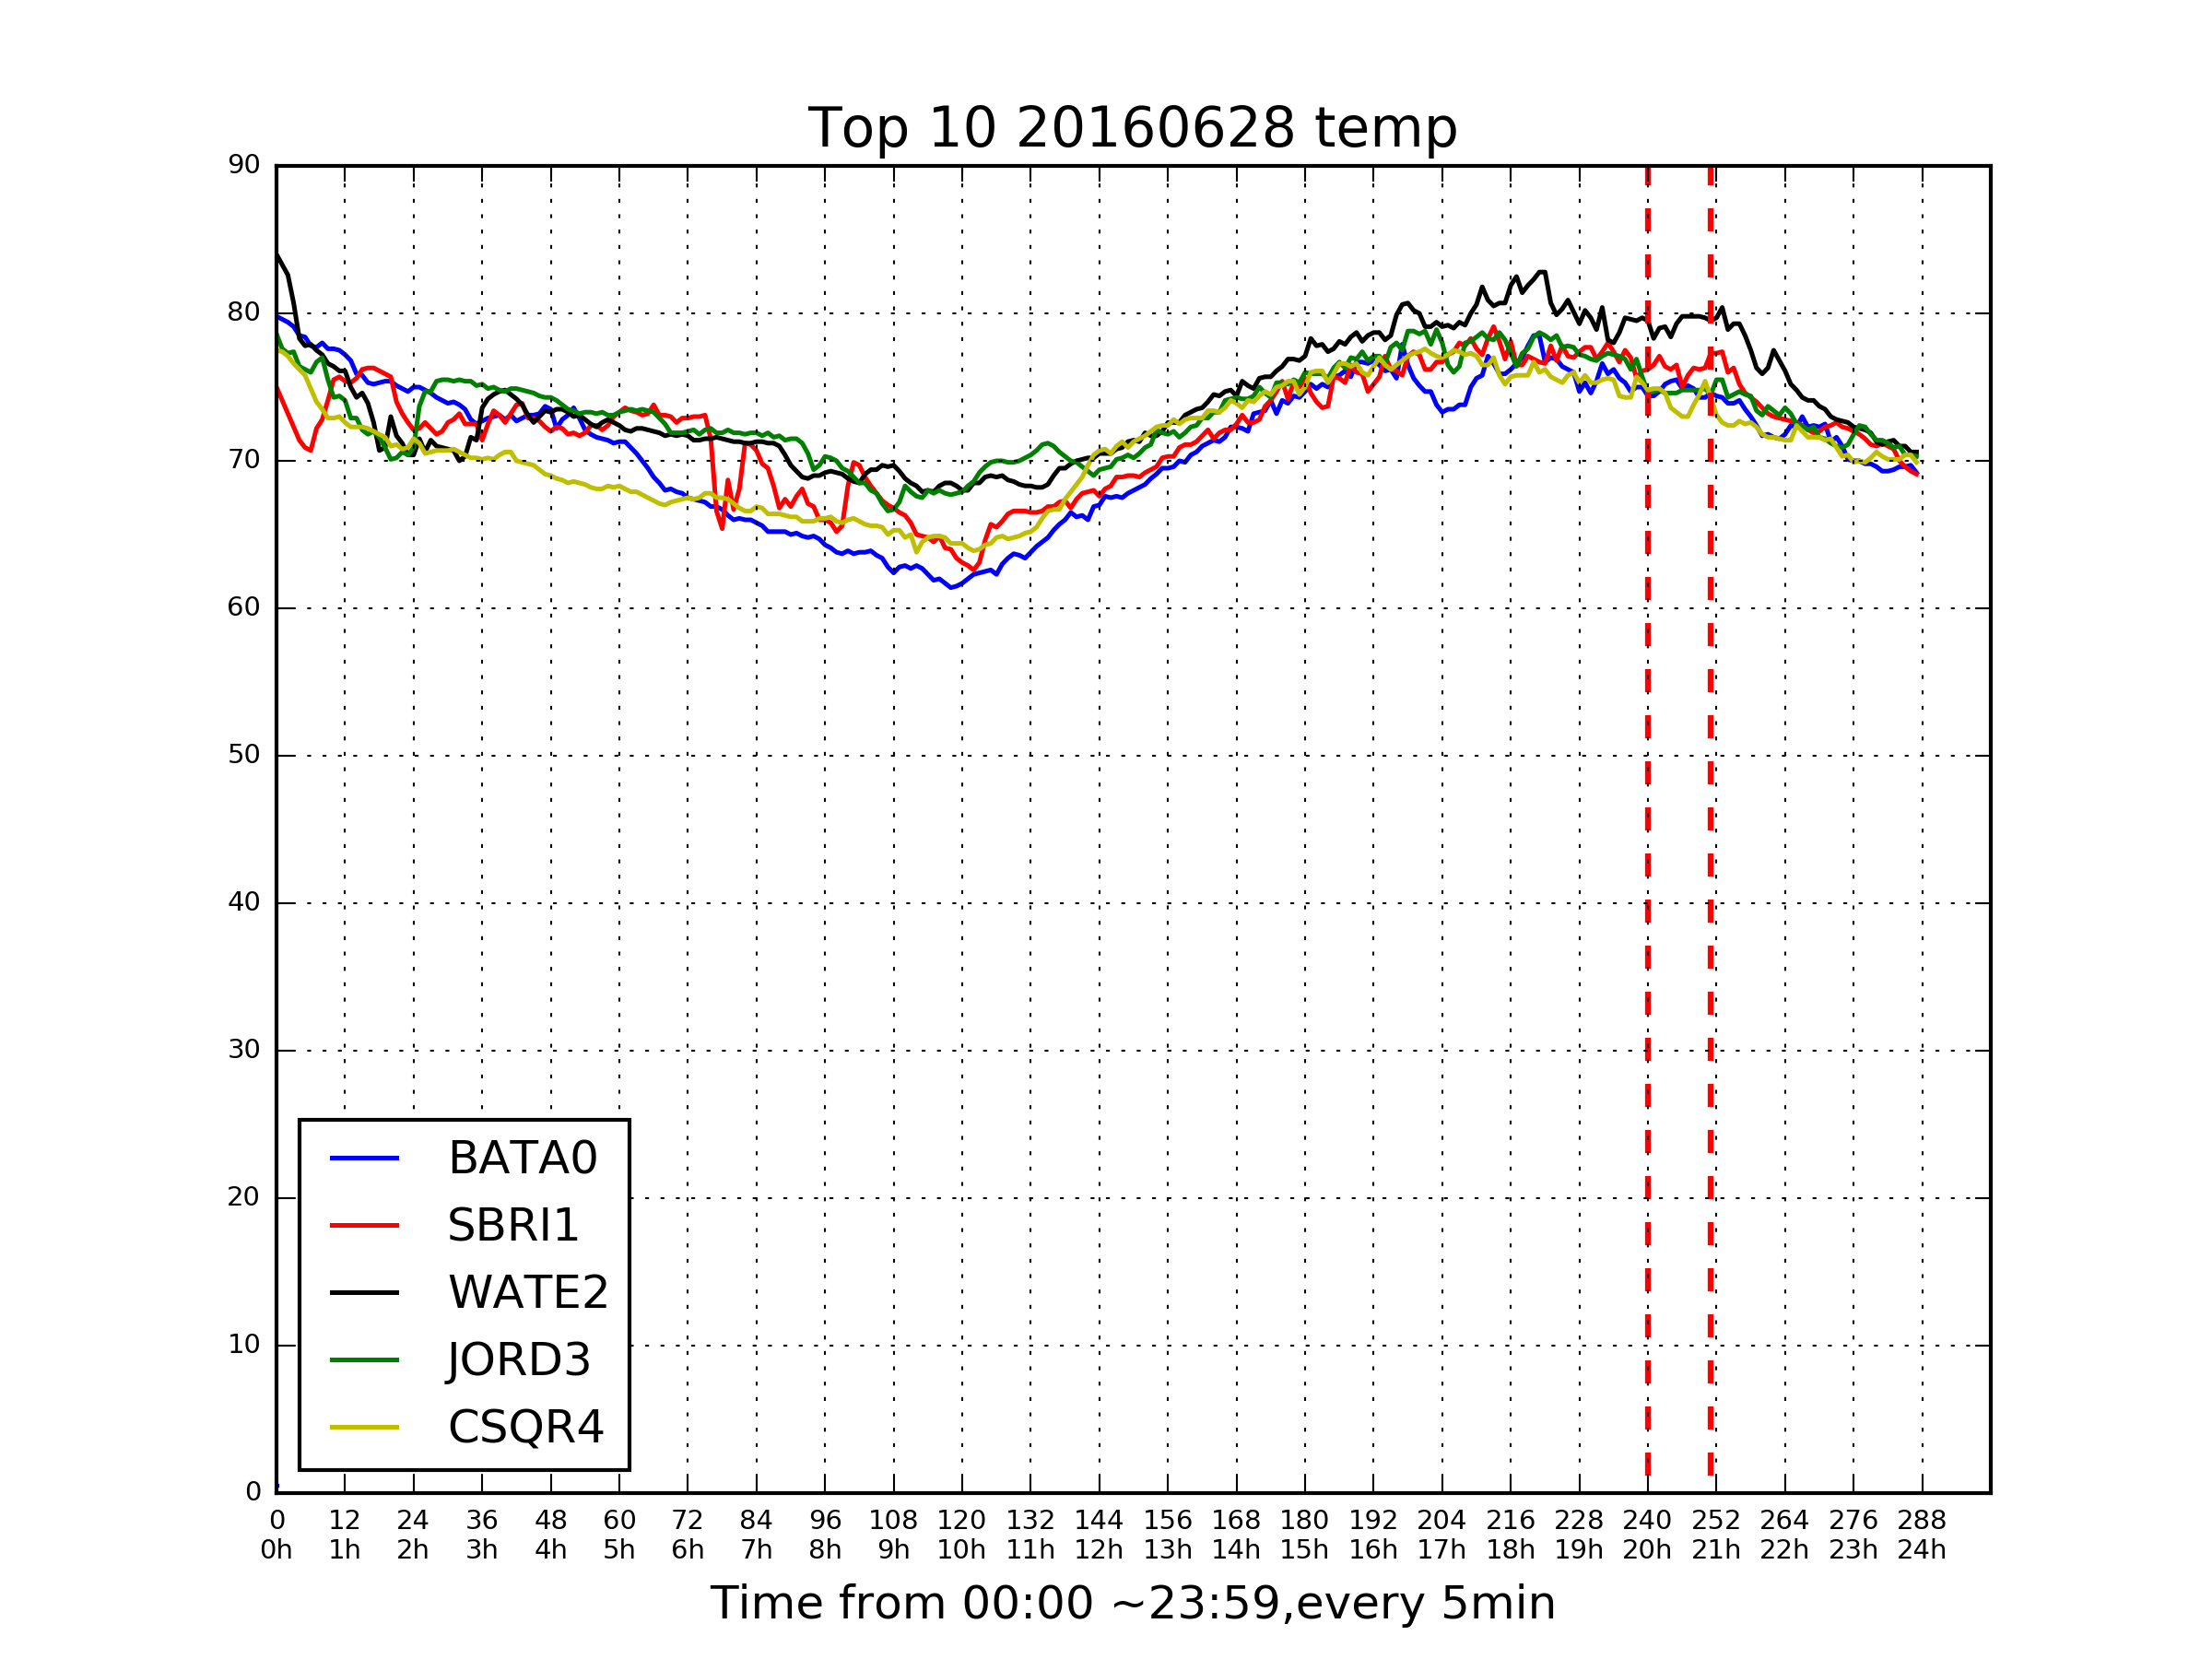 Top 10 20160628 temp
90
80
70
60
50
40
30
20
10
0
BATA0
SBRI1
WATE2
JORD3
CSQR4
0 12 24 36 48 60 72 84 96 108 120 132 144 156 168 180 192 204 216 228 240 252 264 276 288
0h 1h 2h 3h 4h 5h 6h 7h 8h 9h 10h 11h 12h 13h 14h 15h 16h 17h 18h 19h 20h 21h 22h 23h 24h
Time from 00:00 ~23:59,every 5min